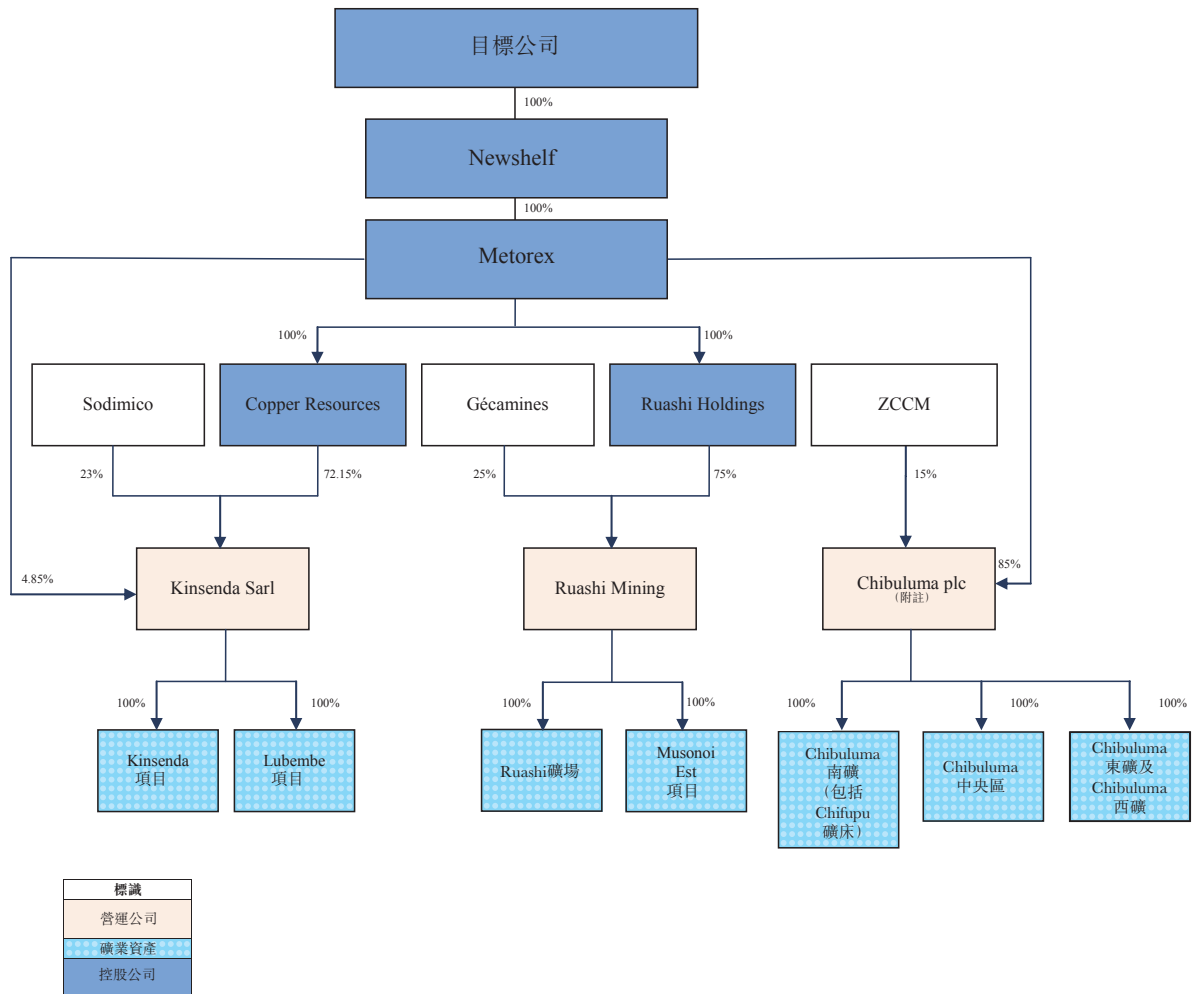 目標公司
100%
Newshelf
100%
Metorex
100%
100%
Sodimico
Copper Resources
Gécamines
Ruashi Holdings
ZCCM
23%
72.15%
25%
75%
15%
4.85%
Kinsenda Sarl
Ruashi Mining
Chibuluma plc
（附註）
85%
100%
100%
100%
100%
100%
100%
100%
Kinsenda
項目
Lubembe
項目
Ruashi礦場
Musonoi
Est
項目
Chibuluma
南礦
（包括
Chifupu
礦床）
Chibuluma
中央區
Chibuluma
東礦及
Chibuluma
西礦
標識
營運公司
礦業資產
控股公司